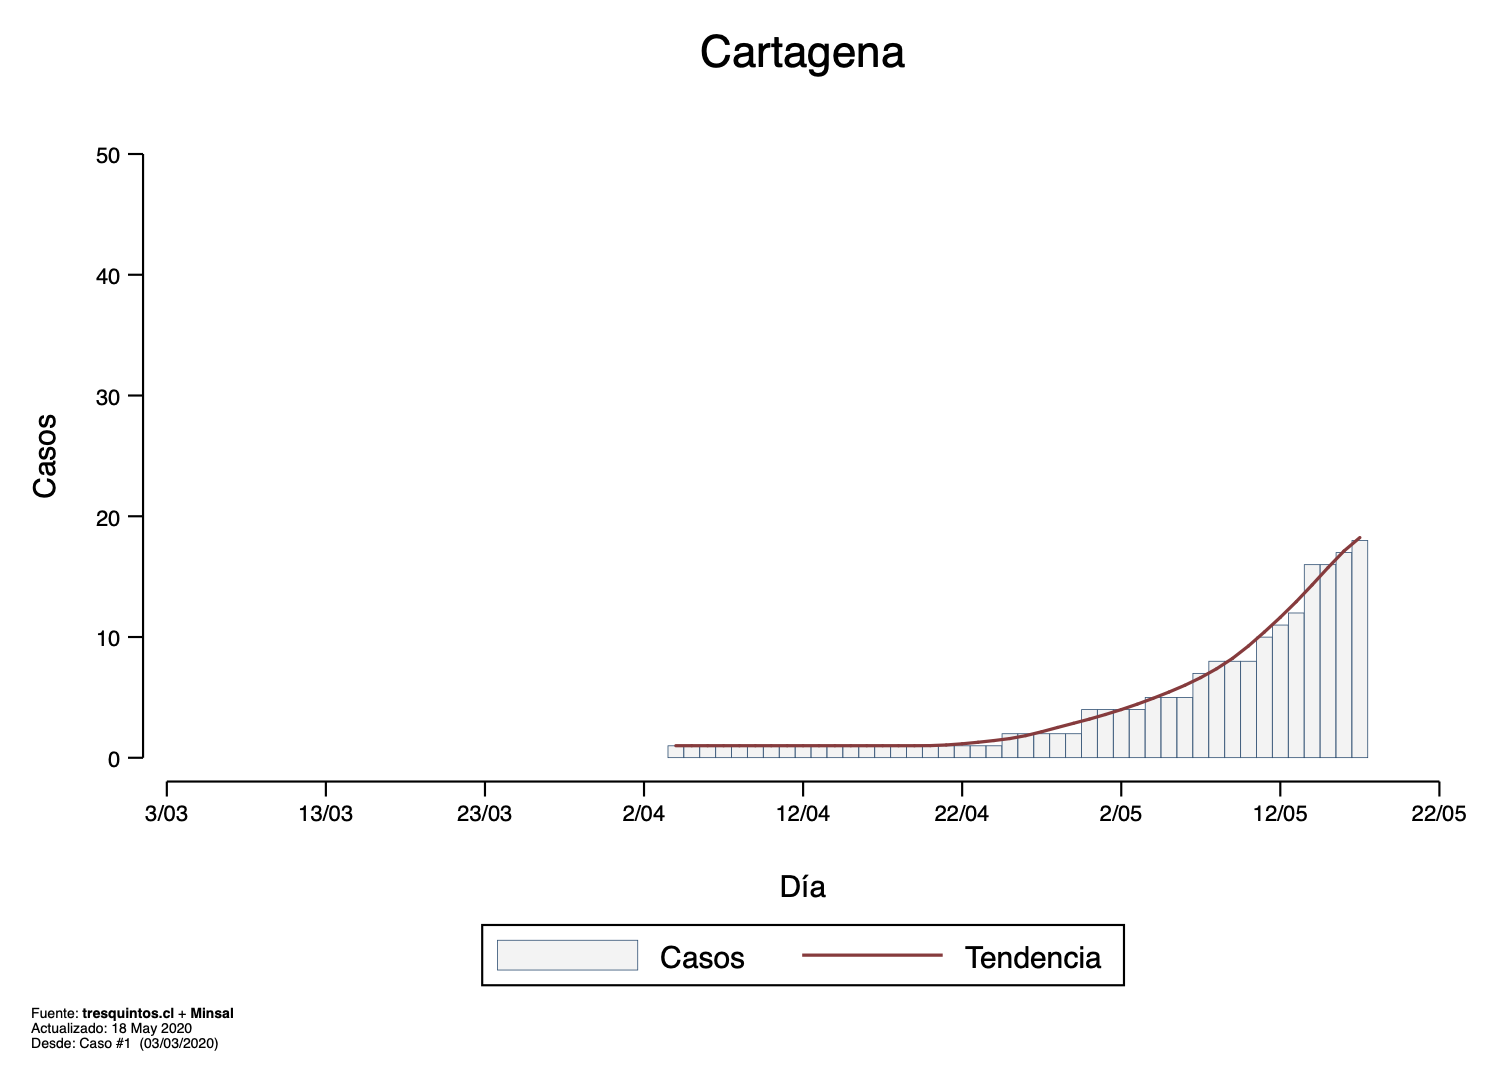 Cartagena
50
40
30
20
10
0
Casos
3/03 13/03 23/03 2/04 12/04 22/04 2/05 12/05 22/05
Día
Casos Tendencia
Fuente: tresquintos.cl + Minsal
Actualizado: 18 May 2020
Desde: Caso #1 (03/03/2020)